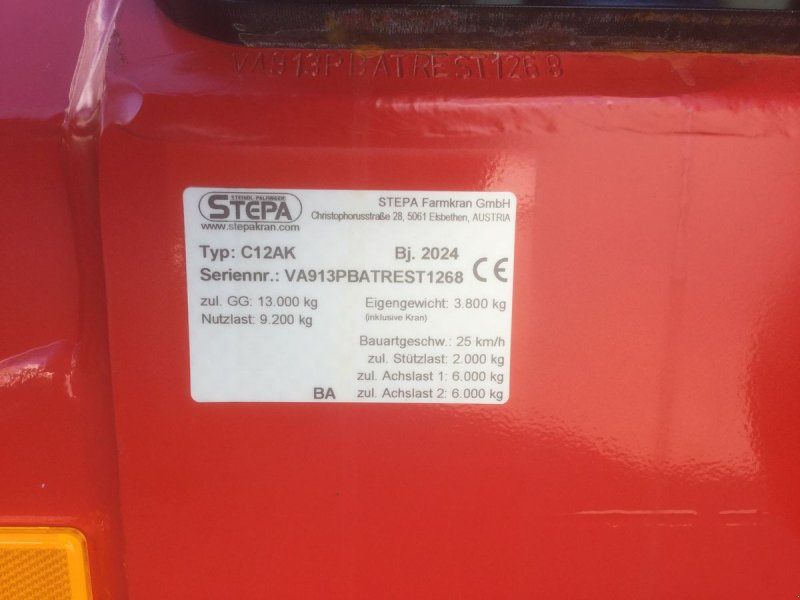 VA913PBATREST1268
STEINDL-PALFINGER
STEPA
www.stepakran.com
STEPA Farmkran GmbH
Christophorusstraße 28, 5061 Elsbethen, AUSTRIA
Typ: C12AK Bj. 2024
Seriennr.: VA913PBATREST1268 CE
zul. GG: 13.000 kg Eigengewicht: 3.800 kg
(inklusive Kran)
Nutzlast: 9.200 kg
Bauartgeschw.: 25 km/h
zul. Stützlast: 2.000 kg
zul. Achslast 1: 6.000 kg
BA zul. Achslast 2: 6.000 kg